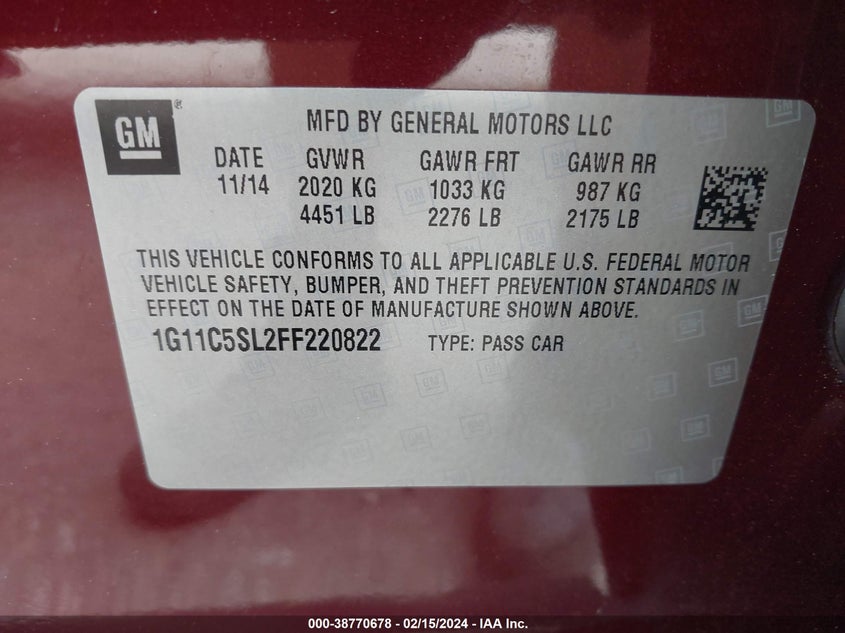 GM®
MFD BY GENERAL MOTORS LLC
DATE GVWR GAWR FRT GAWR RR
11/14 2020 KG 1033 KG 987 KG
4451 LB 2276 LB 2175 LB
THIS VEHICLE CONFORMS TO ALL APPLICABLE U.S. FEDERAL MOTOR
VEHICLE SAFETY, BUMPER, AND THEFT PREVENTION STANDARDS IN
EFFECT ON THE DATE OF MANUFACTURE SHOWN ABOVE.
1G11C5SL2FF220822 TYPE: PASS CAR
000-38770678 - 02/15/2024 - IAA Inc.